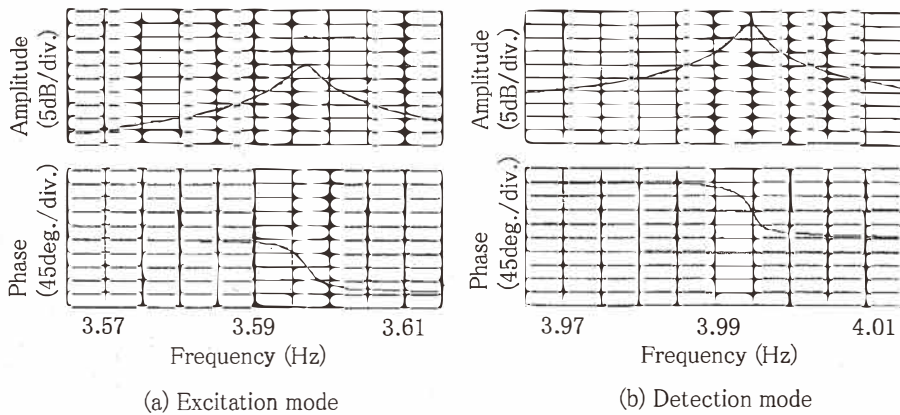 Amplitude
(5dB/div.)
Phase
(45deg./div.)
3.57 3.59 3.61
Frequency (Hz)
(a) Excitation mode
Amplitude
(5dB/div.)
Phase
(45deg./div.)
3.97 3.99 4.01
Frequency (Hz)
(b) Detection mode